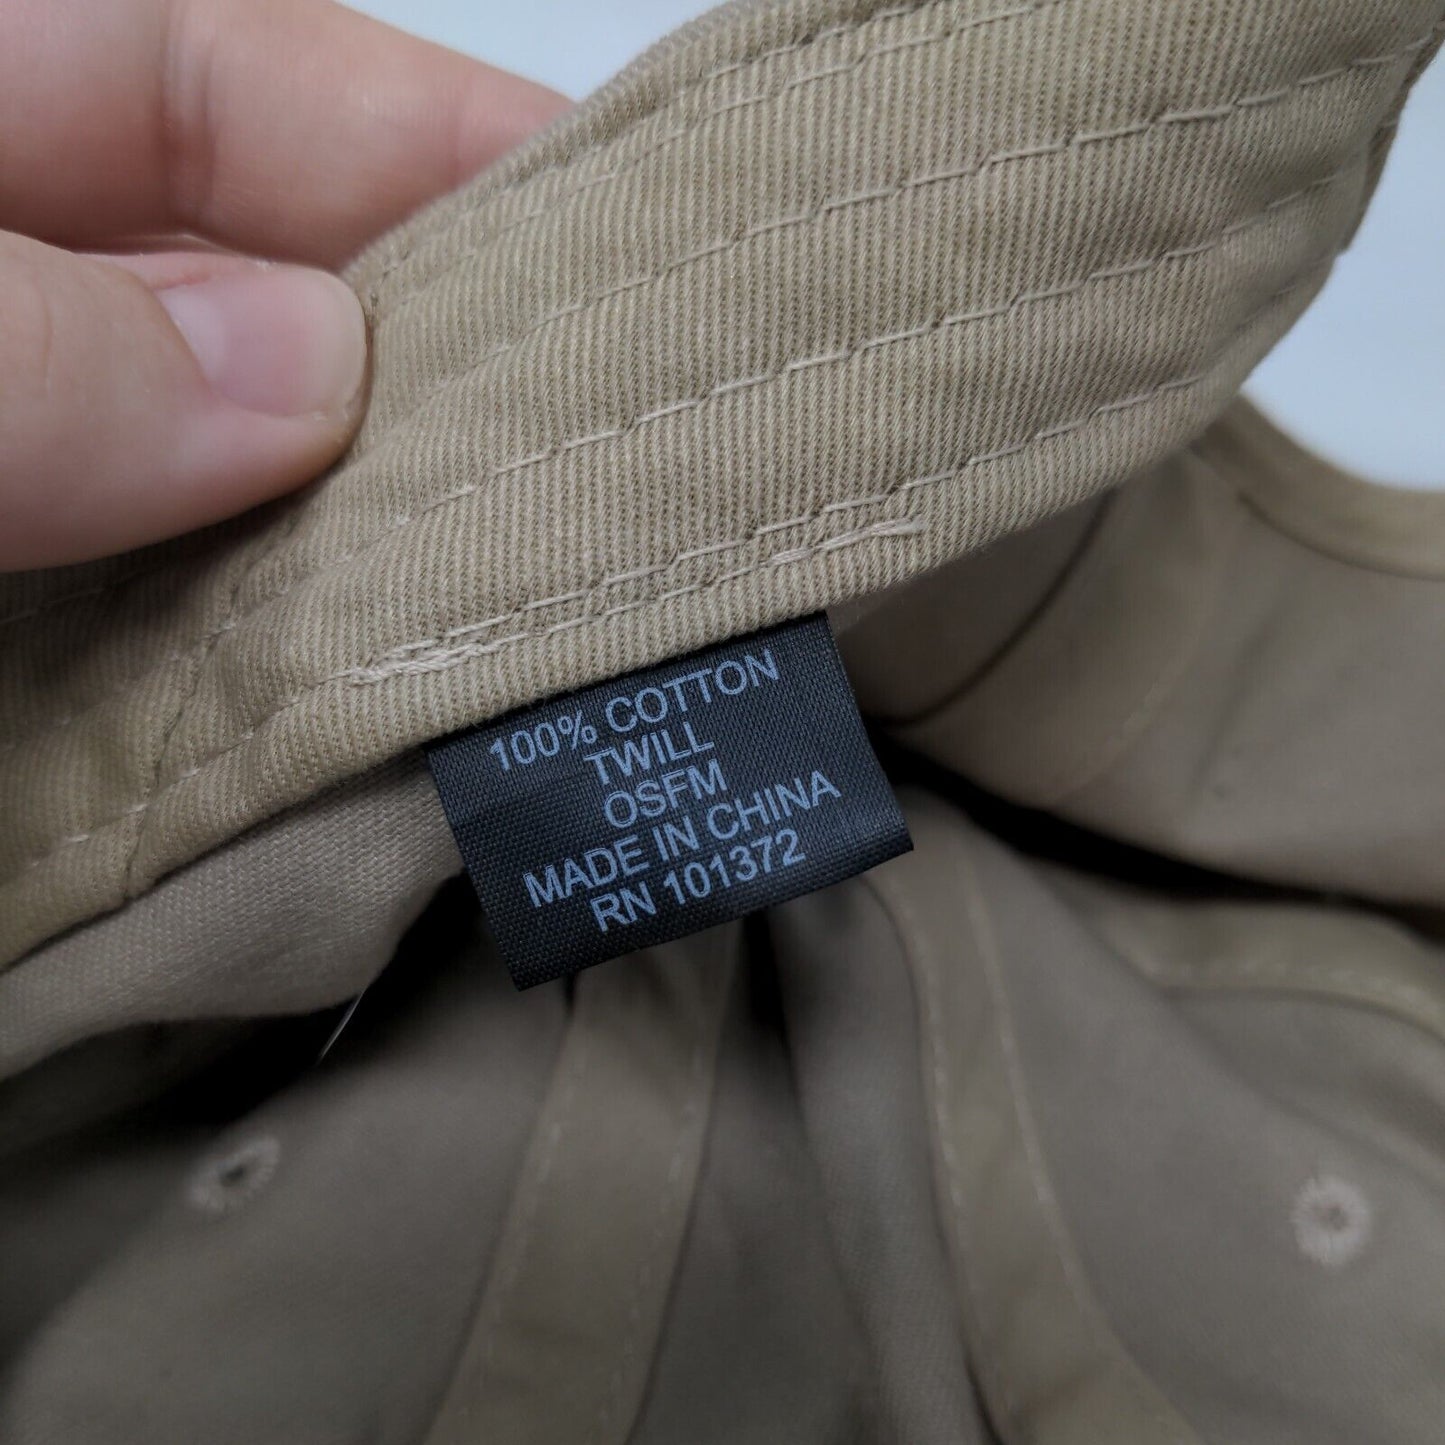 100% COTTON
TWILL
OSFM
MADE IN CHINA
RN 101372